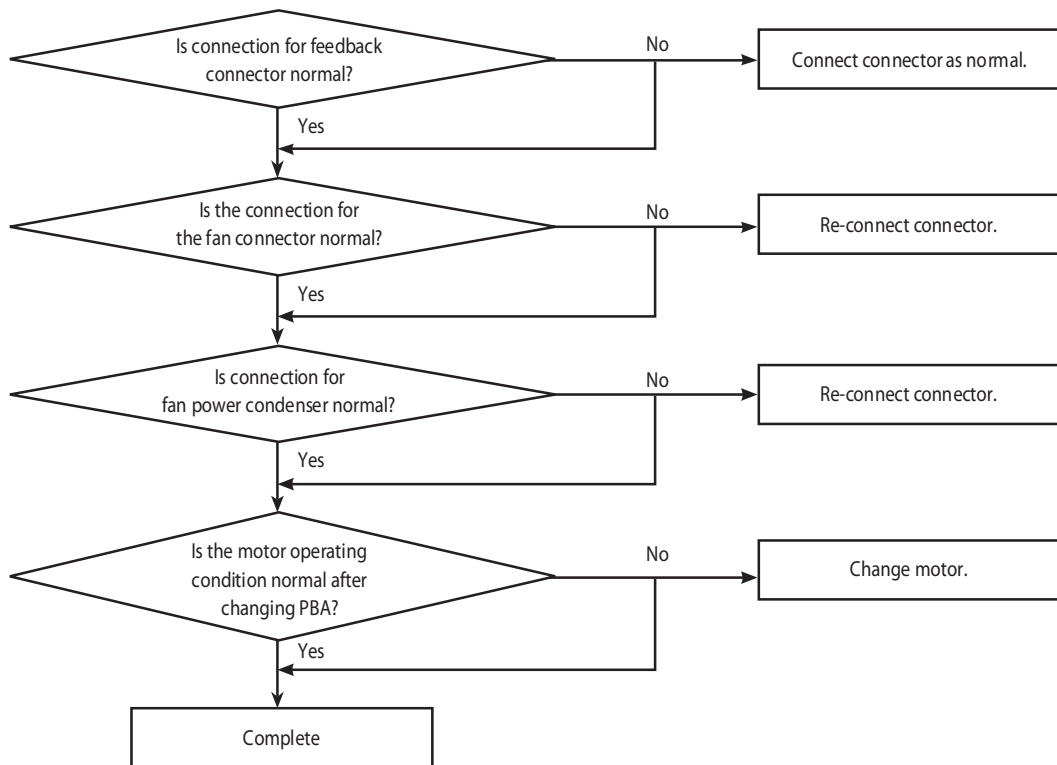 Is connection for feedback
connector normal?
No
Connect connector as normal.
Yes
Is the connection for
the fan connector normal?
No
Re-connect connector.
Yes
Is connection for
fan power condenser normal?
No
Re-connect connector.
Yes
Is the motor operating
condition normal after
changing PBA?
No
Change motor.
Yes
Complete